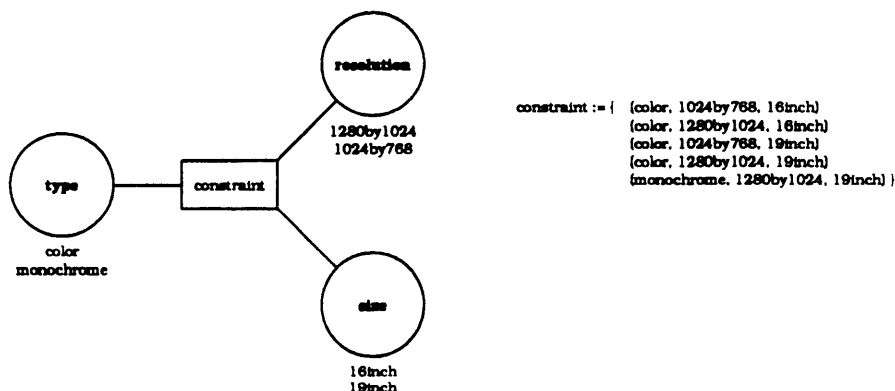 resolution
1280by1024
1024by768
type
color
monochrome
constraint
size
16inch
19inch
constraint := { (color, 1024by768, 16inch)
(color, 1280by1024, 16inch)
(color, 1024by768, 19inch)
(color, 1280by1024, 19inch)
(monochrome, 1280by1024, 19inch) }